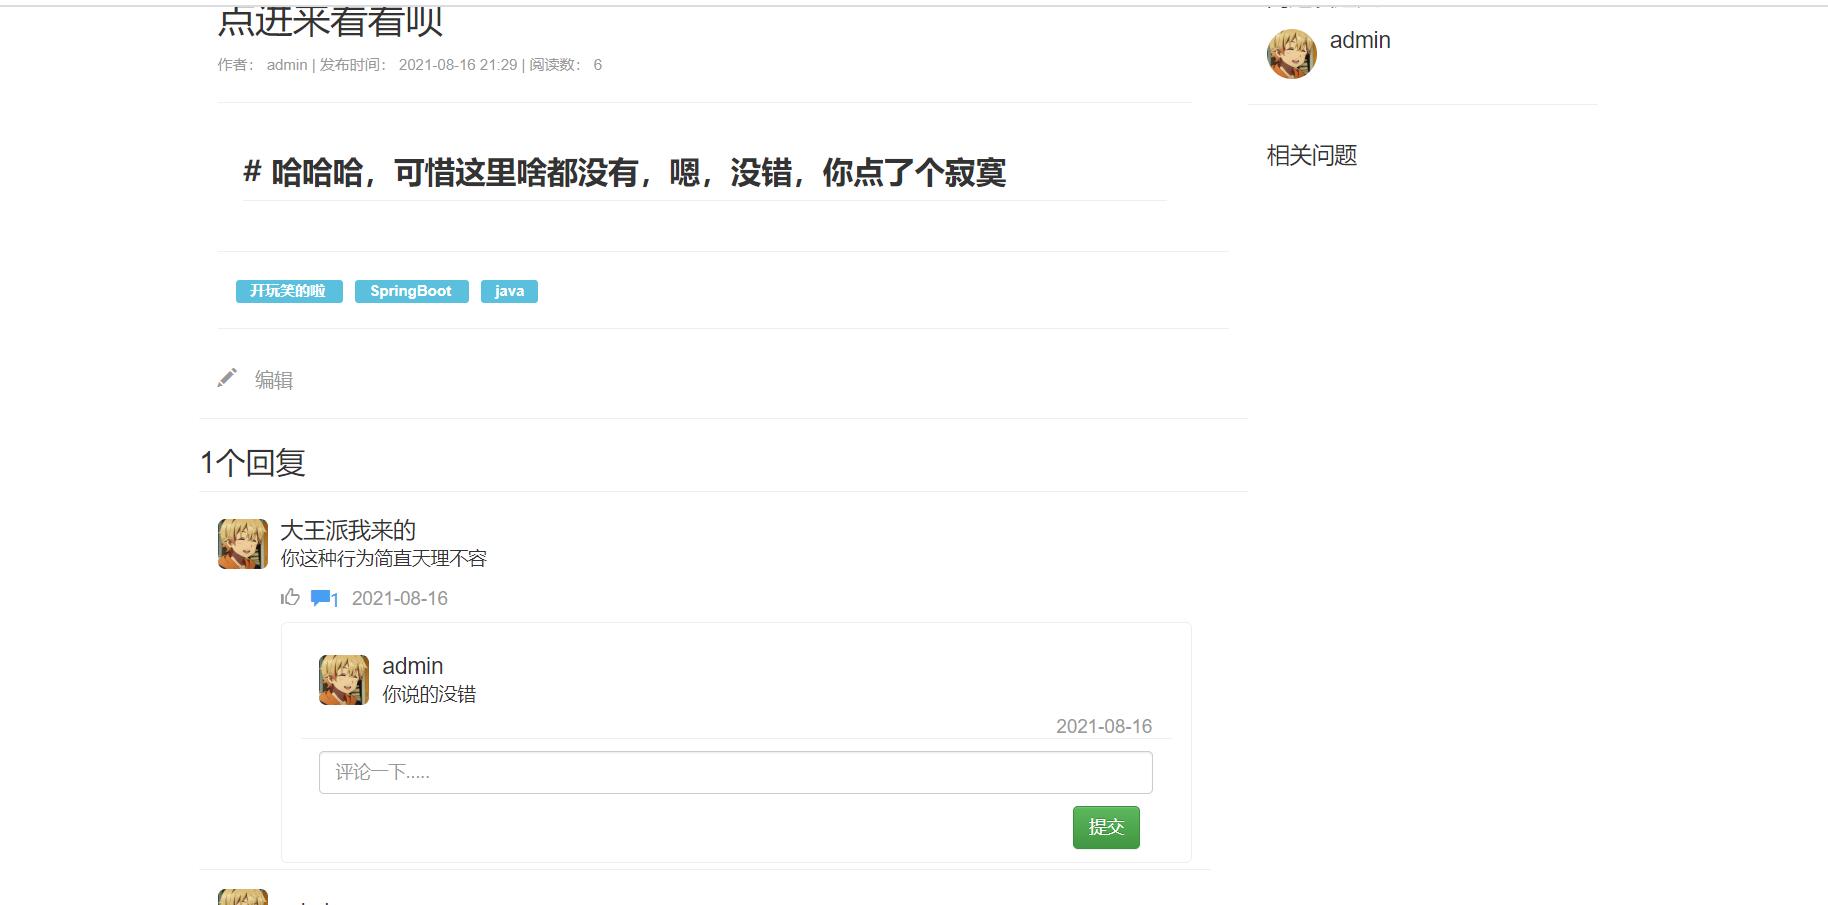 点进来看看呗
作者： admin | 发布时间： 2021-08-16 21:29 | 阅读数： 6
# 哈哈哈，可惜这里啥都没有，嗯，没错，你点了个寂寞
开玩笑的啦 SpringBoot java
编辑
1个回复
大王派我来的
你这种行为简直天理不容
1 2021-08-16
admin
你说的没错
2021-08-16
评论一下.....
提交
admin
相关问题